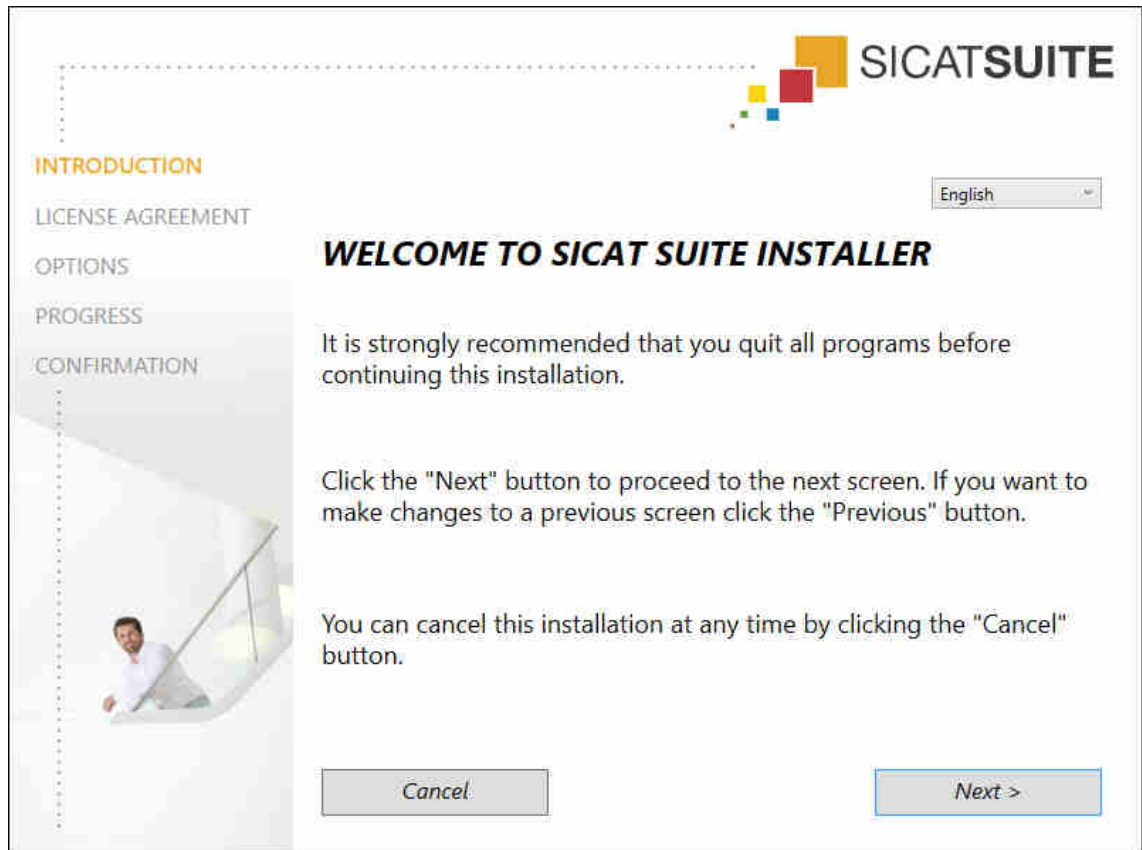 SICATSUITE
INTRODUCTION
LICENSE AGREEMENT
OPTIONS
PROGRESS
CONFIRMATION
English
WELCOME TO SICAT SUITE INSTALLER
It is strongly recommended that you quit all programs before
continuing this installation.
Click the "Next" button to proceed to the next screen. If you want to
make changes to a previous screen click the "Previous" button.
You can cancel this installation at any time by clicking the "Cancel"
button.
Cancel
Next >